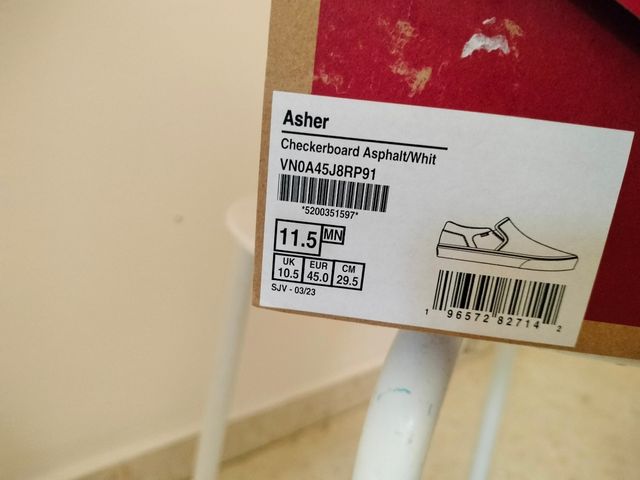 Asher
Checkerboard Asphalt/Whit
VN0A45J8RP91
*5200351597*
11.5 MN
UK EUR CM
10.5 45.0 29.5
SJV - 03/23
1 96572 82714 2